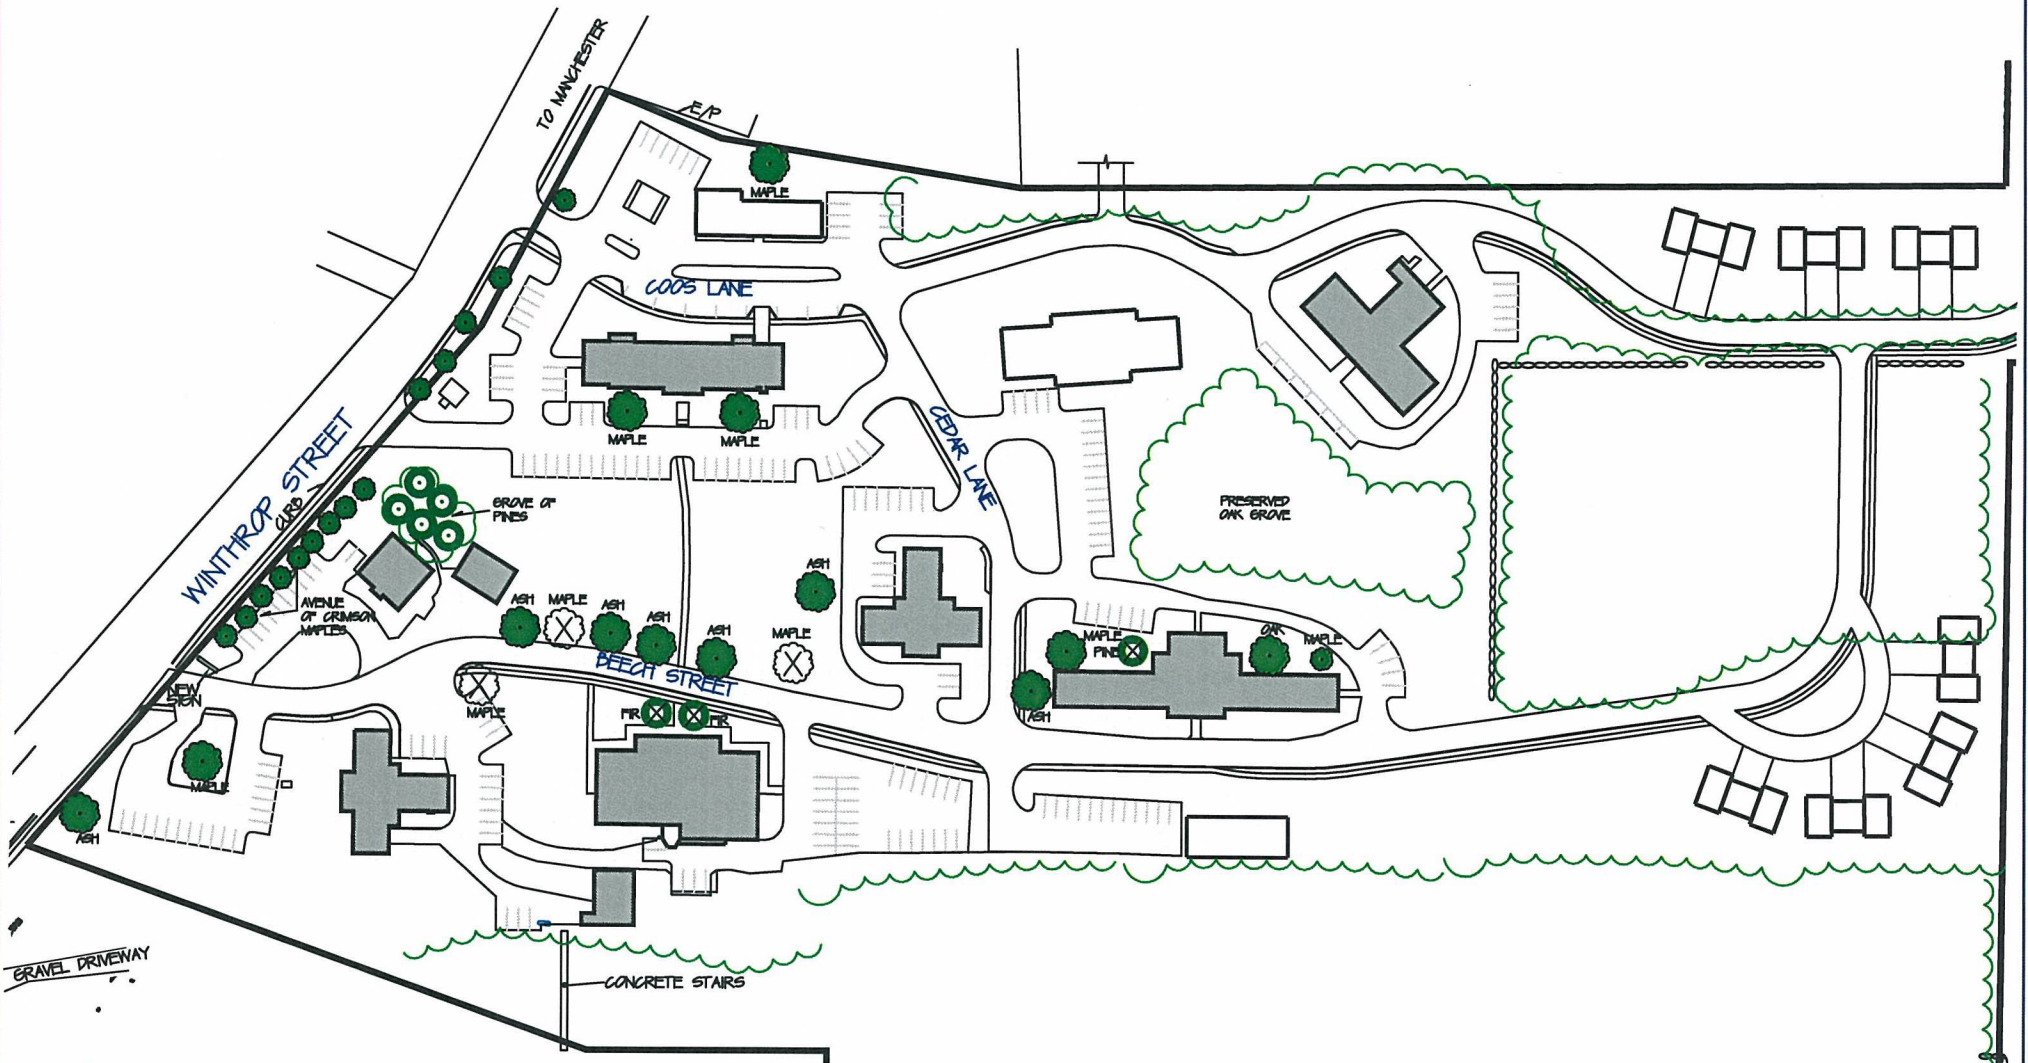 TO MANCHESTER
E/P
MAPLE
COOS LANE
MAPLE
MAPLE
CEDAR LANE
WINTHROP STREET
CURB
GROVE OF
PINES
PRESERVED
OAK GROVE
AVENUE
OF CRIMSON
MAPLES
ASH
MAPLE
ASH
ASH
ASH
ASH
MAPLE
BEECH STREET
MAPLE
PINE
OAK
MAPLE
ASH
NEW
SIGN
MAPLE
FIR
FIR
MAPLE
ASH
GRAVEL DRIVEWAY
CONCRETE STAIRS